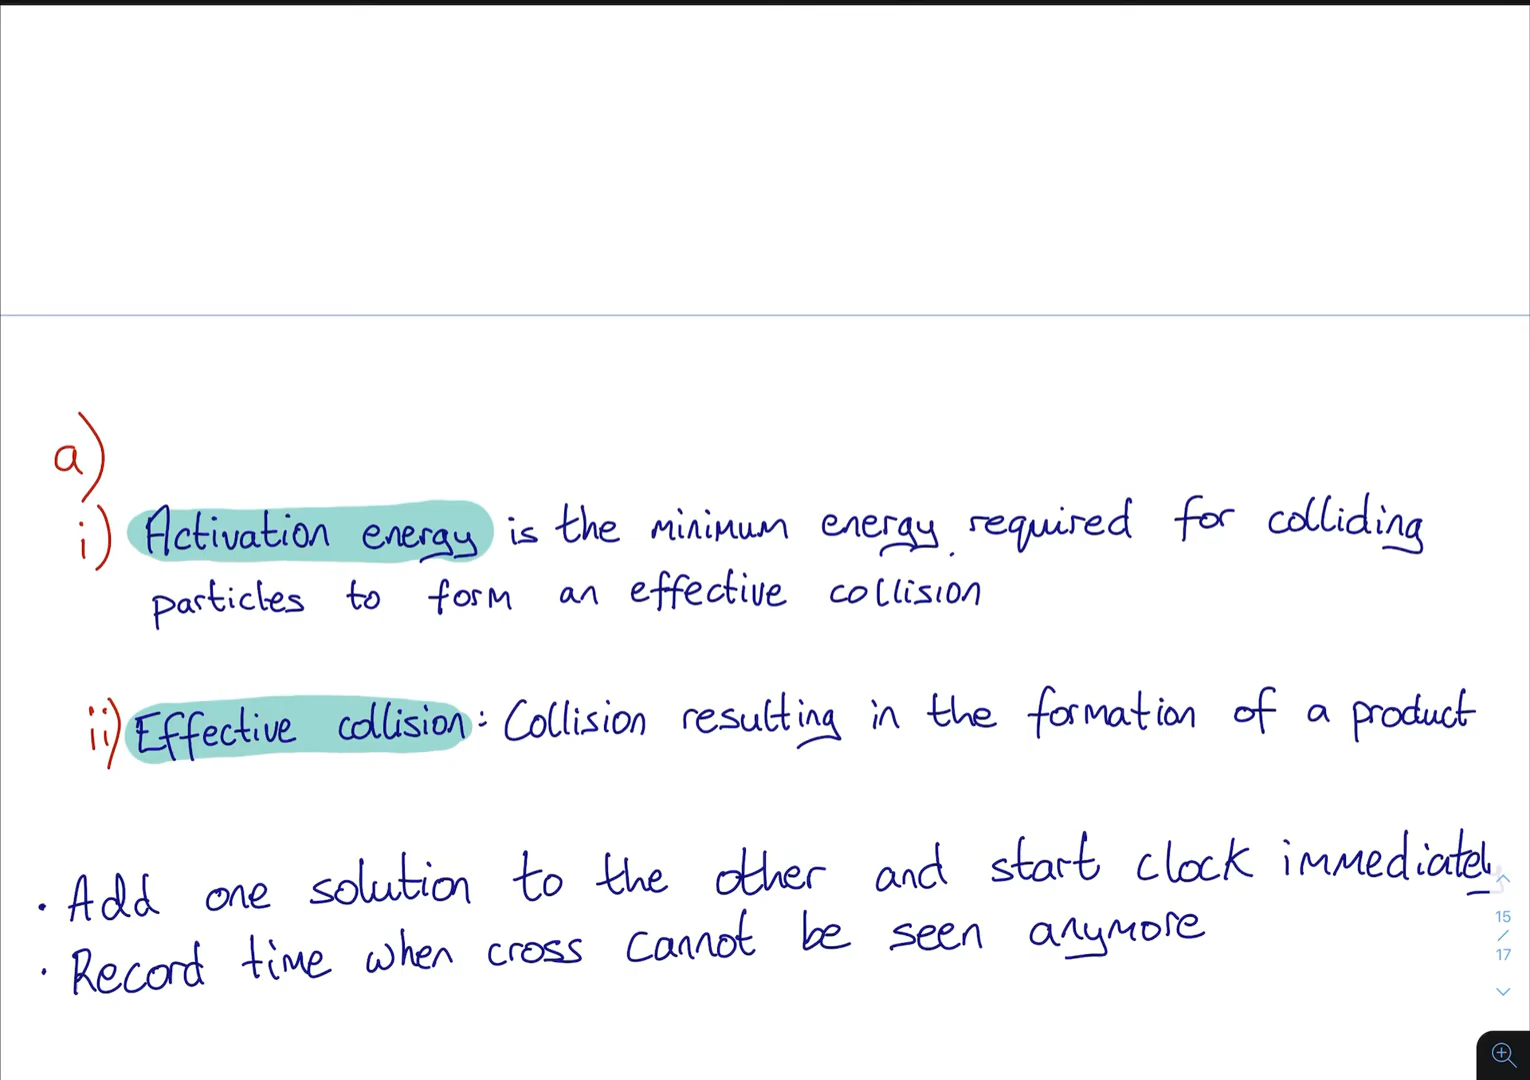 a)
i) Activation energy is the minimum energy required for colliding
particles to form an effective collision
ii) Effective collision: Collision resulting in the formation of a product
• Add one solution to the other and start clock immediatel
• Record time when cross cannot be seen anymore
15
/
17